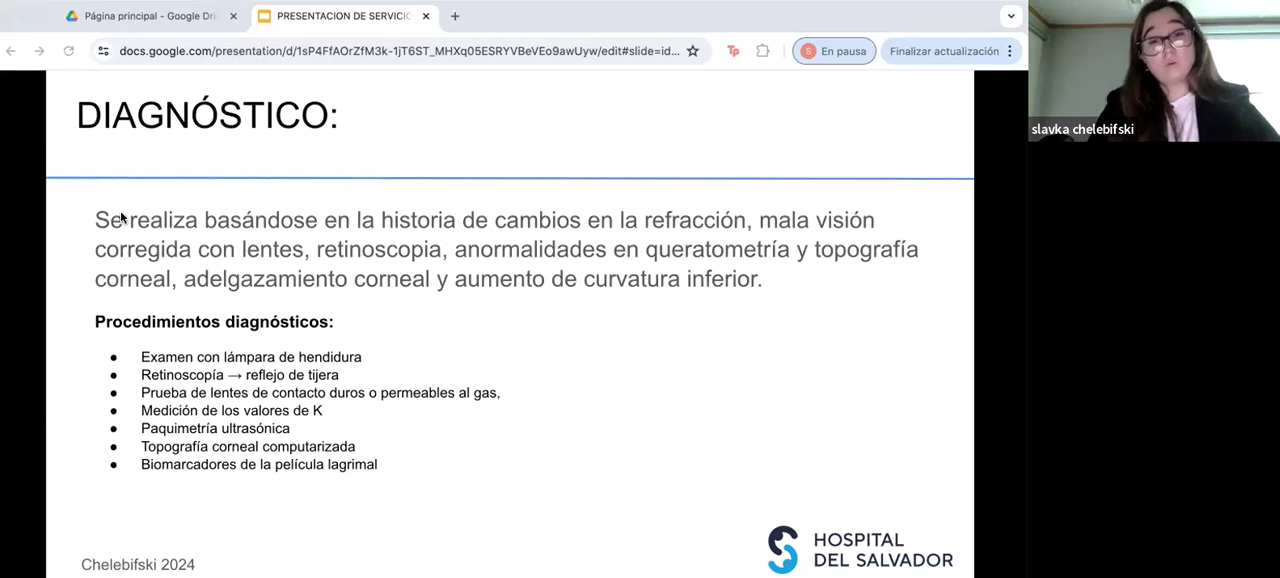 Página principal - Google Dri
PRESENTACION DE SERVICIO
docs.google.com/presentation/d/1sP4FfAOrZfM3k-1jT6ST_MHXq05ESRYVBeVEo9awUyw/edit#slide=id...
Tp
S En pausa
Finalizar actualización
slavka chelebifski
DIAGNÓSTICO:
Se realiza basándose en la historia de cambios en la refracción, mala visión
corregida con lentes, retinoscopia, anormalidades en queratometría y topografía
corneal, adelgazamiento corneal y aumento de curvatura inferior.
Procedimientos diagnósticos:
● Examen con lámpara de hendidura
● Retinoscopía → reflejo de tijera
● Prueba de lentes de contacto duros o permeables al gas,
● Medición de los valores de K
● Paquimetría ultrasónica
● Topografía corneal computarizada
● Biomarcadores de la película lagrimal
Chelebifski 2024
HOSPITAL
DEL SALVADOR